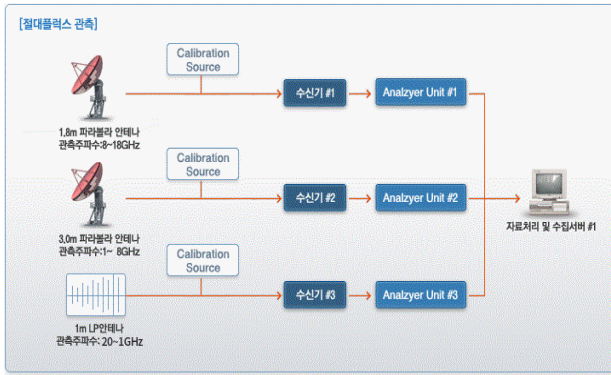 [절대플럭스 관측]
Calibration
Source
수신기 #1
Analzyer Unit #1
1.8m 파라볼라 안테나
관측주파수:8~18GHz
Calibration
Source
수신기 #2
Analzyer Unit #2
3.0m 파라볼라 안테나
관측주파수:1~ 8GHz
자료처리 및 수집서버 #1
Calibration
Source
수신기 #3
Analzyer Unit #3
1m LP안테나
관측주파수: 20~1GHz